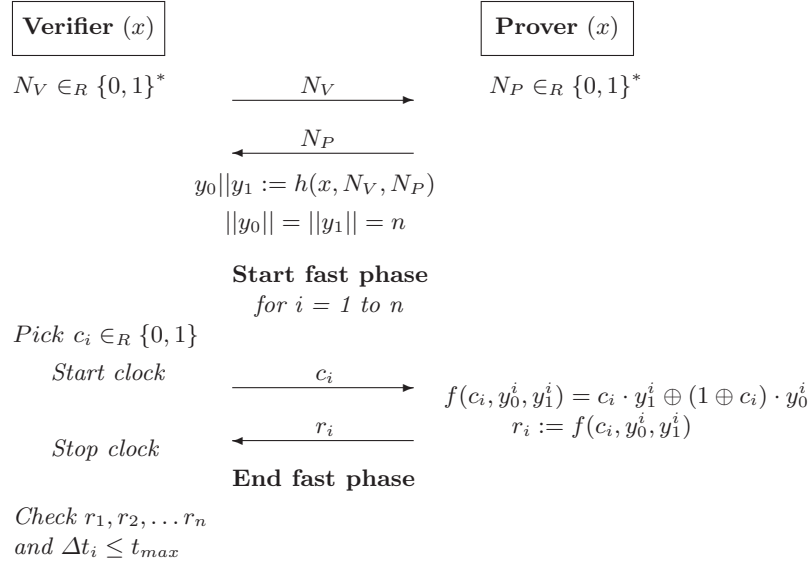 Verifier (x) Prover (x)
N_V ∈_R {0, 1}^* N_P ∈_R {0, 1}^*
N_V
N_P
y_0||y_1 := h(x, N_V, N_P)
||y_0|| = ||y_1|| = n
Start fast phase
for i = 1 to n
Pick c_i ∈_R {0, 1}
Start clock c_i f(c_i, y_0^i, y_1^i) = c_i · y_1^i ⊕ (1 ⊕ c_i) · y_0^i
r_i r_i := f(c_i, y_0^i, y_1^i)
Stop clock
End fast phase
Check r_1, r_2, ... r_n
and Δt_i ≤ t_max